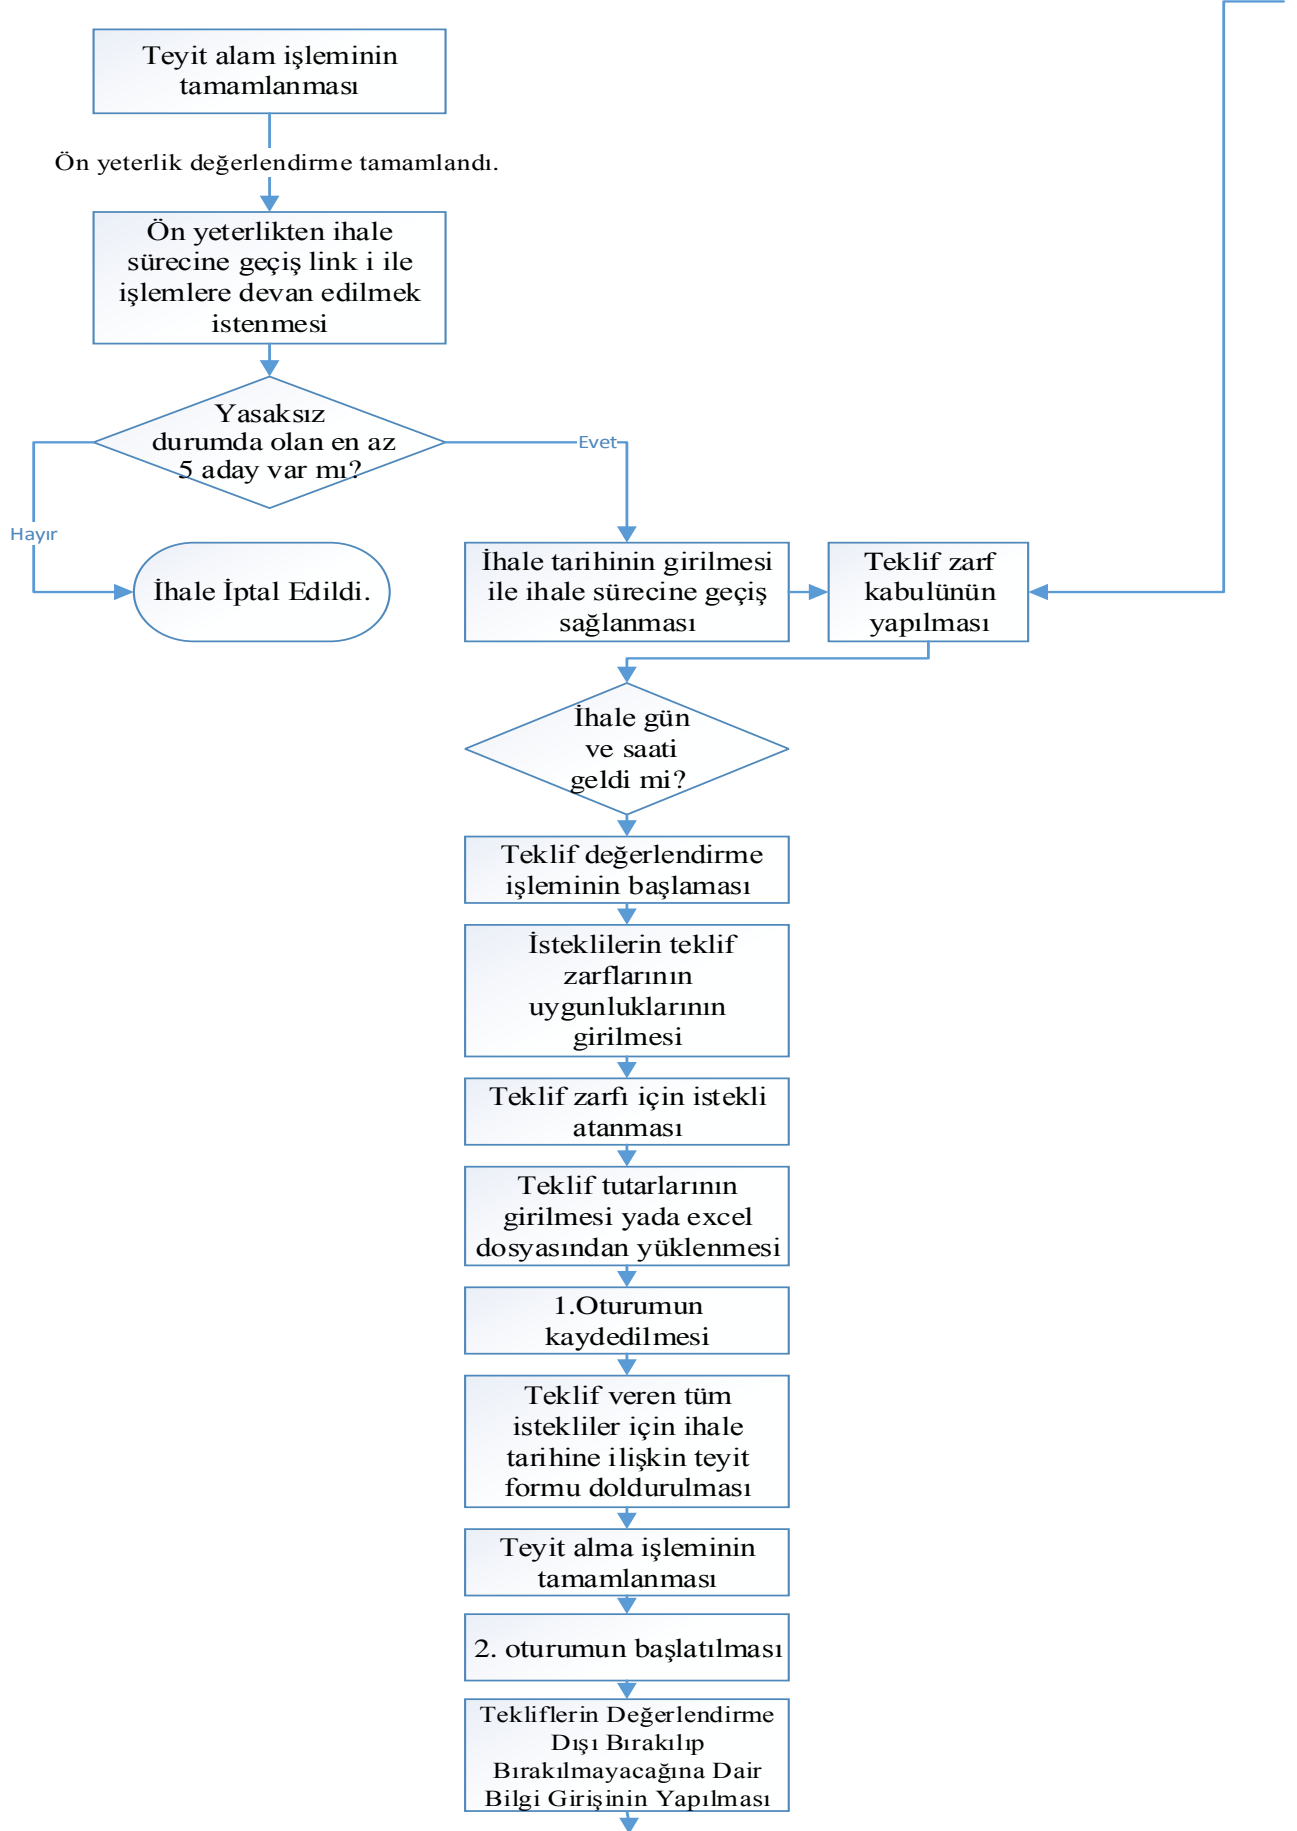 Teyit alam işleminin
tamamlanması
Ön yeterlik değerlendirme tamamlandı.
Ön yeterlikten ihale
sürecine geçiş link i ile
işlemlere devan edilmek
istenmesi
Yasaksız
durumda olan en az
5 aday var mı?
Evet
Hayır
İhale İptal Edildi.
İhale tarihinin girilmesi
ile ihale sürecine geçiş
sağlanması
Teklif zarf
kabulünün
yapılması
İhale gün
ve saati
geldi mi?
Teklif değerlendirme
işleminin başlaması
İsteklilerin teklif
zarflarının
uygunluklarının
girilmesi
Teklif zarfı için istekli
atanması
Teklif tutarlarının
girilmesi yada excel
dosyasından yüklenmesi
1.Oturumun
kaydedilmesi
Teklif veren tüm
istekliler için ihale
tarihine ilişkin teyit
formu doldurulması
Teyit alma işleminin
tamamlanması
2. oturumun başlatılması
Tekliflerin Değerlendirme
Dışı Bırakılıp
Bırakılmayacağına Dair
Bilgi Girişinin Yapılması